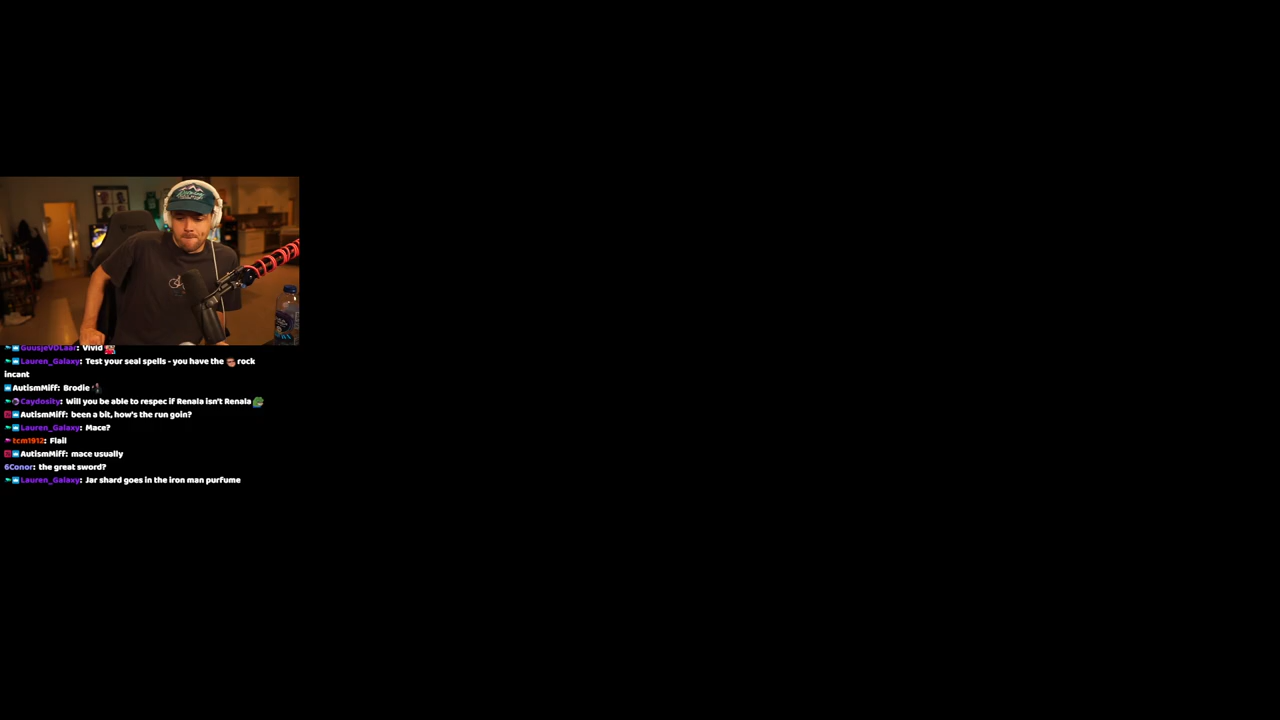 GuusjeVDLaar: Vivid
Lauren_Galaxy: Test your seal spells - you have the rock
incant
AutismMiff: Brodie
Caydosity: Will you be able to respec if Renala isn't Renala
AutismMiff: been a bit, how's the run goin?
Lauren_Galaxy: Mace?
tcm1912: Flail
AutismMiff: mace usually
6Conor: the great sword?
Lauren_Galaxy: Jar shard goes in the iron man purfume